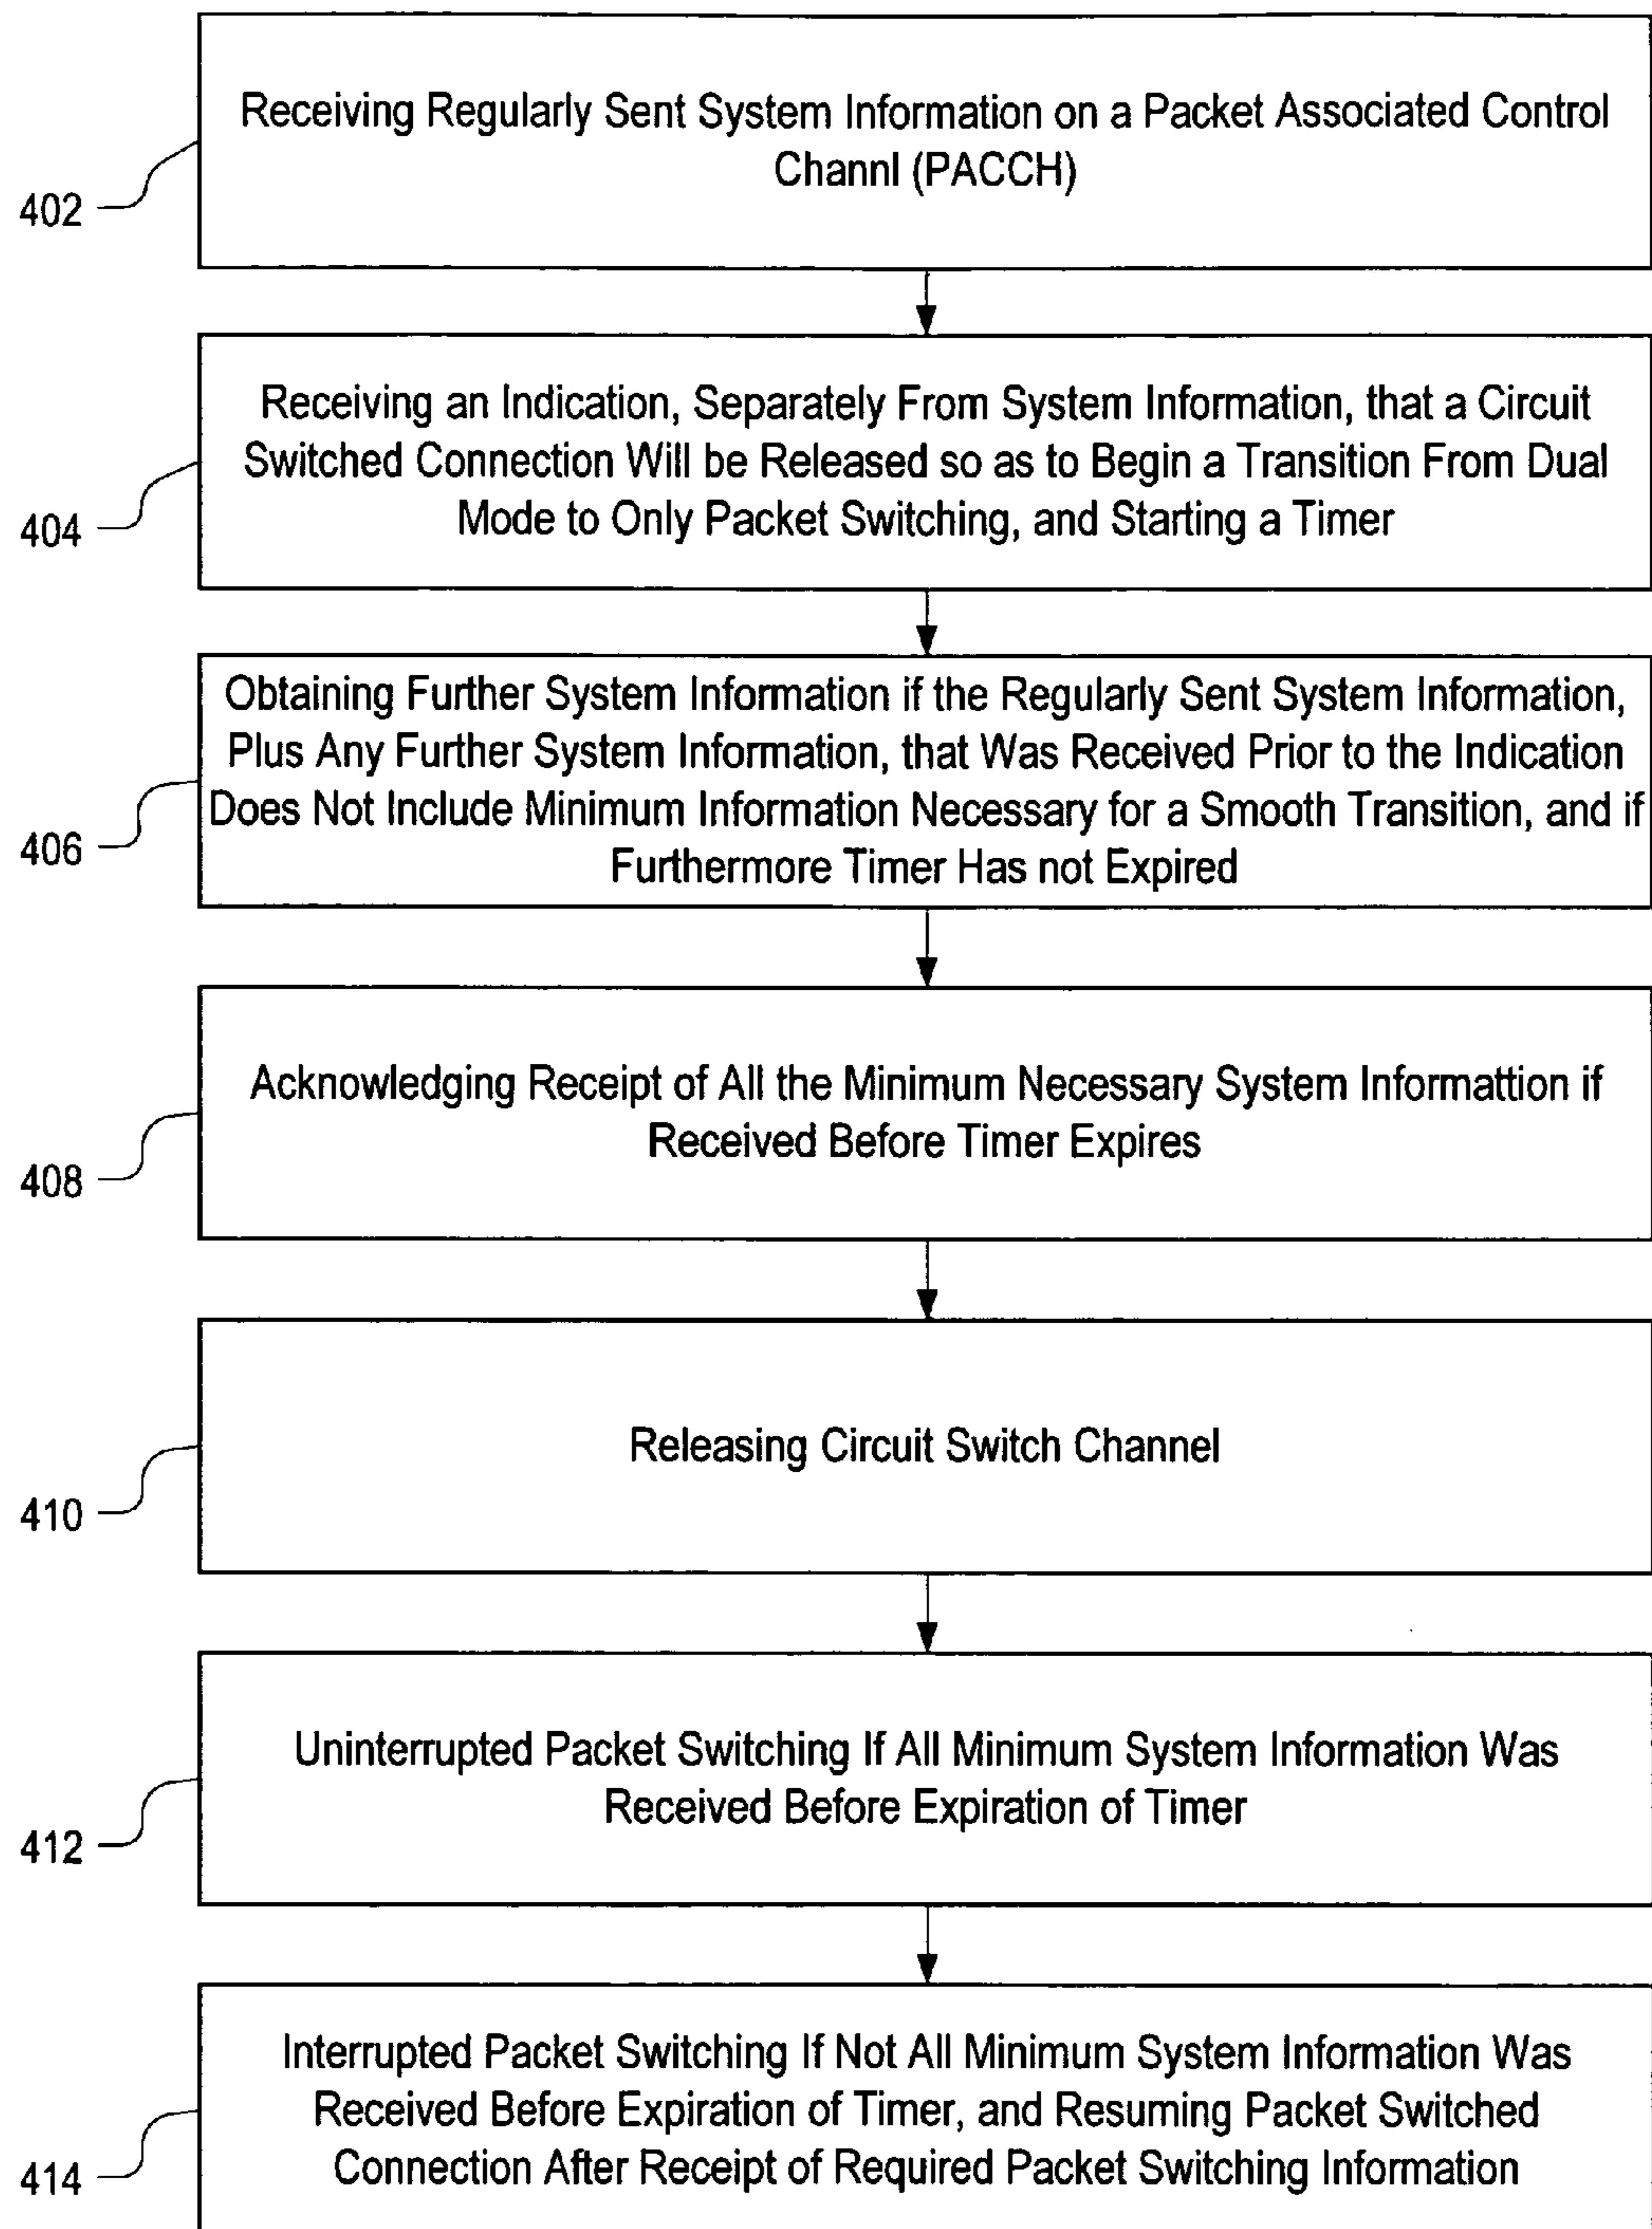 Receiving Regularly Sent System Information on a Packet Associated Control
Channl (PACCH)
402
Receiving an Indication, Separately From System Information, that a Circuit
Switched Connection Will be Released so as to Begin a Transition From Dual
Mode to Only Packet Switching, and Starting a Timer
404
Obtaining Further System Information if the Regularly Sent System Information,
Plus Any Further System Information, that Was Received Prior to the Indication
Does Not Include Minimum Information Necessary for a Smooth Transition, and if
Furthermore Timer Has not Expired
406
Acknowledging Receipt of All the Minimum Necessary System Informattion if
Received Before Timer Expires
408
Releasing Circuit Switch Channel
410
Uninterrupted Packet Switching If All Minimum System Information Was
Received Before Expiration of Timer
412
Interrupted Packet Switching If Not All Minimum System Information Was
Received Before Expiration of Timer, and Resuming Packet Switched
Connection After Receipt of Required Packet Switching Information
414